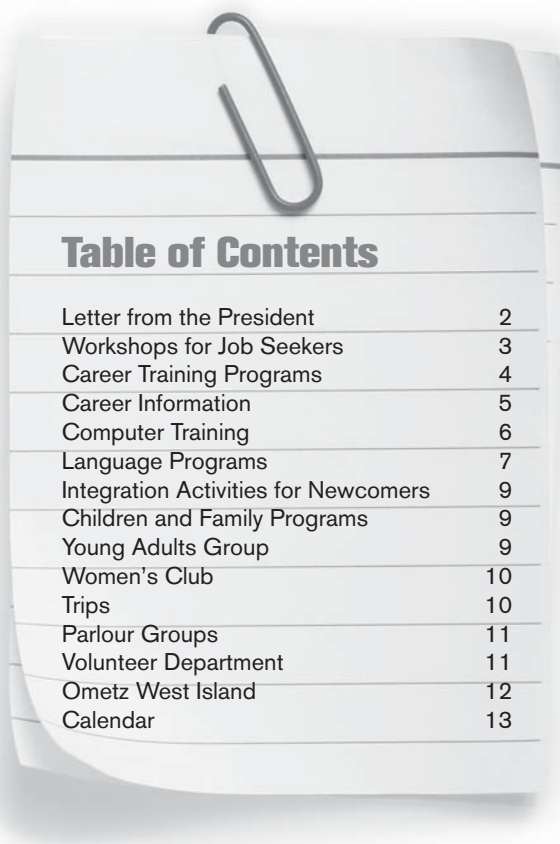 Table of Contents
Letter from the President 2
Workshops for Job Seekers 3
Career Training Programs 4
Career Information 5
Computer Training 6
Language Programs 7
Integration Activities for Newcomers 9
Children and Family Programs 9
Young Adults Group 9
Women's Club 10
Trips 10
Parlour Groups 11
Volunteer Department 11
Ometz West Island 12
Calendar 13